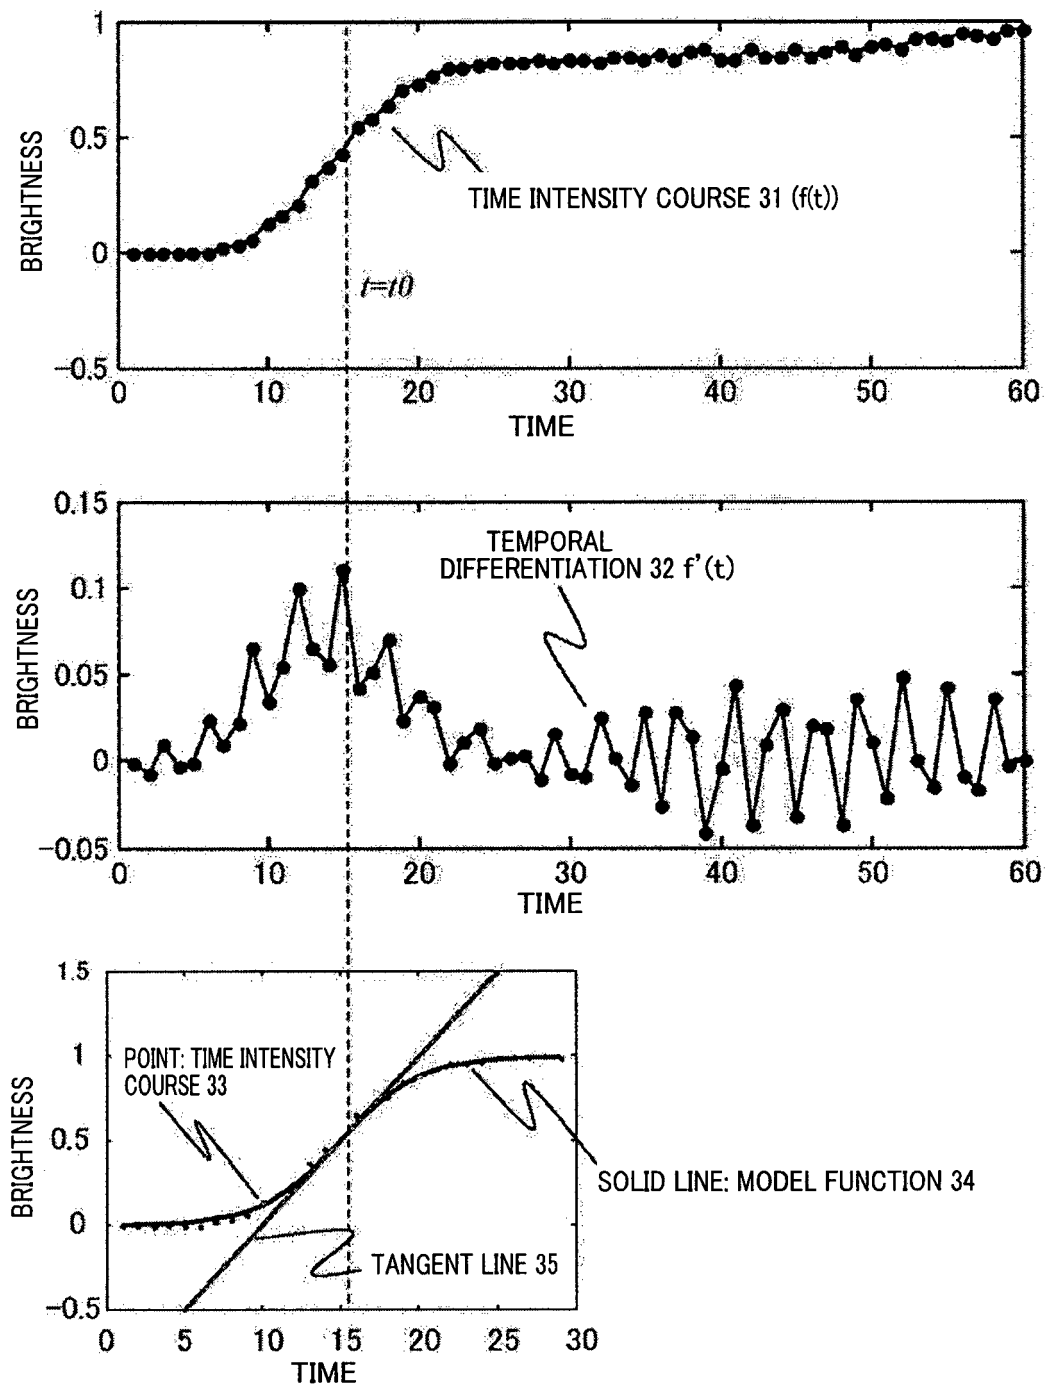 1
0.5
0
−0.5
BRIGHTNESS
TIME INTENSITY COURSE 31 (f(t))
t=t0
0 10 20 30 40 50 60
TIME
0.15
0.1
0.05
0
−0.05
BRIGHTNESS
TEMPORAL
DIFFERENTIATION 32 f'(t)
0 10 20 30 40 50 60
TIME
1.5
1
0.5
0
−0.5
BRIGHTNESS
POINT: TIME INTENSITY
COURSE 33
SOLID LINE: MODEL FUNCTION 34
TANGENT LINE 35
0 5 10 15 20 25 30
TIME